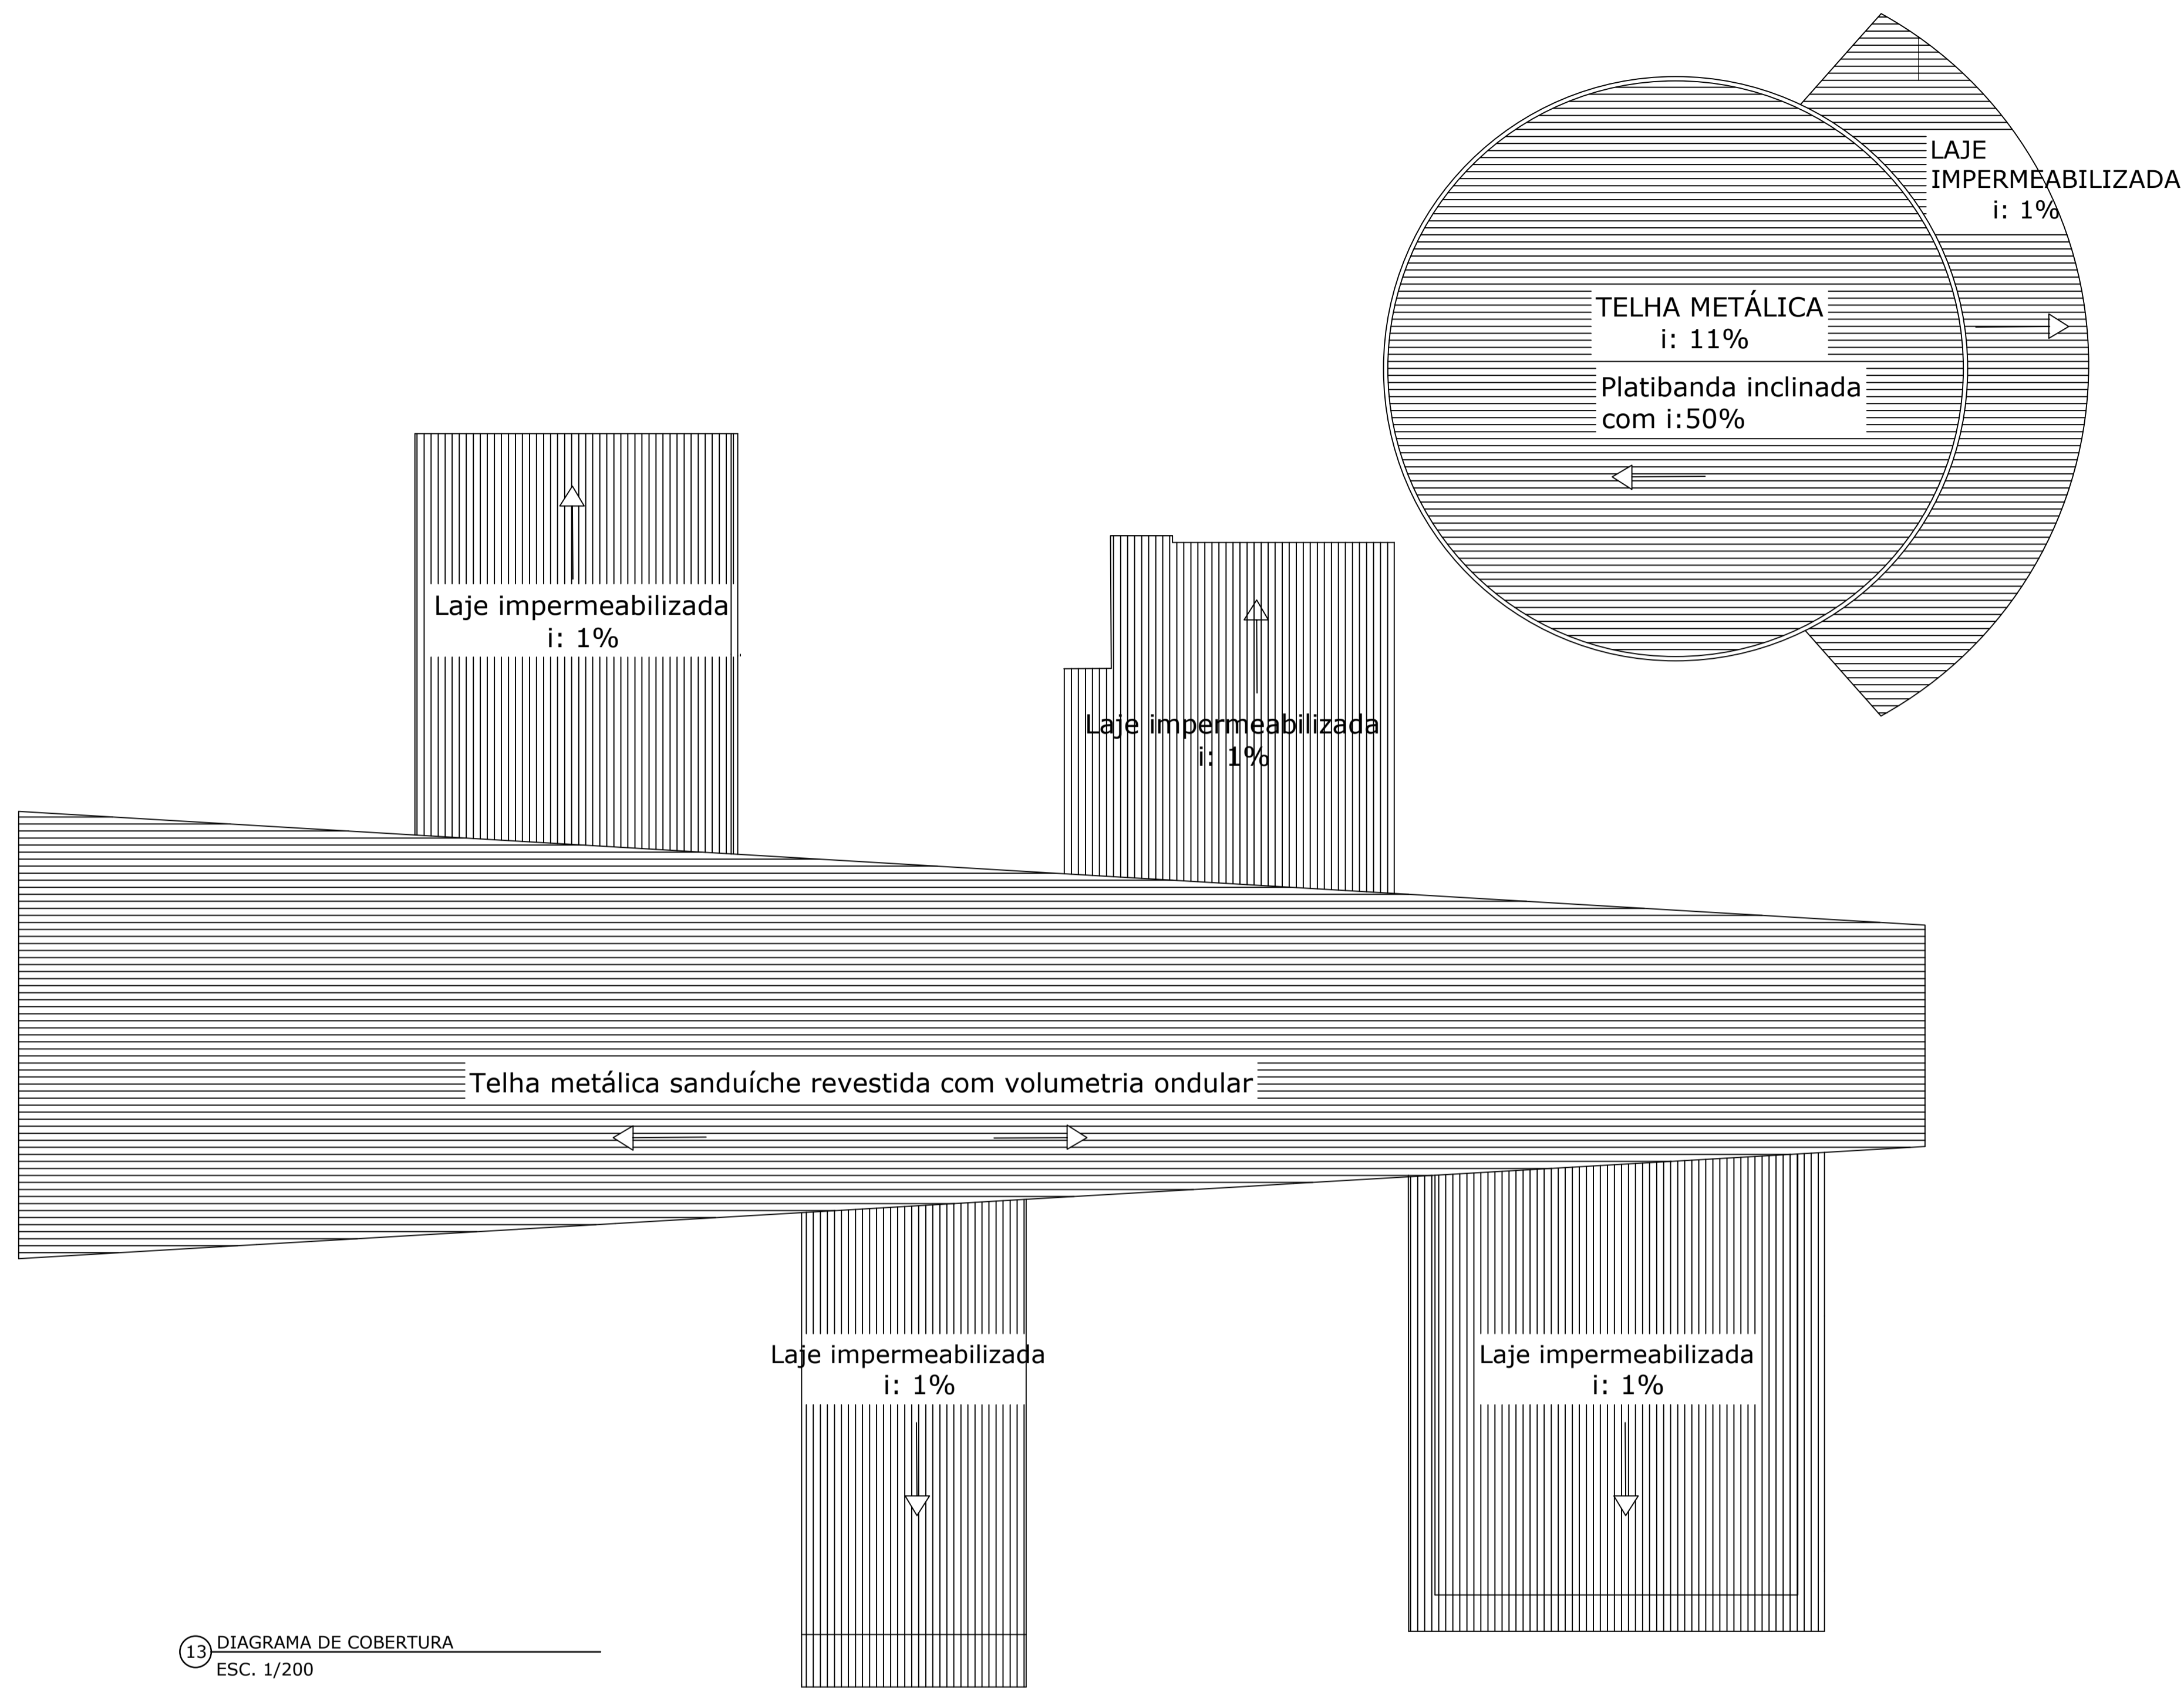 LAJE
IMPERMEABILIZADA
i: 1%
TELHA METÁLICA
i: 11%
Platibanda inclinada
com i:50%
Laje impermeabilizada
i: 1%
Laje impermeabilizada
i: 1%
Telha metálica sanduíche revestida com volumetria ondular
Laje impermeabilizada
i: 1%
Laje impermeabilizada
i: 1%
13 DIAGRAMA DE COBERTURA
ESC. 1/200